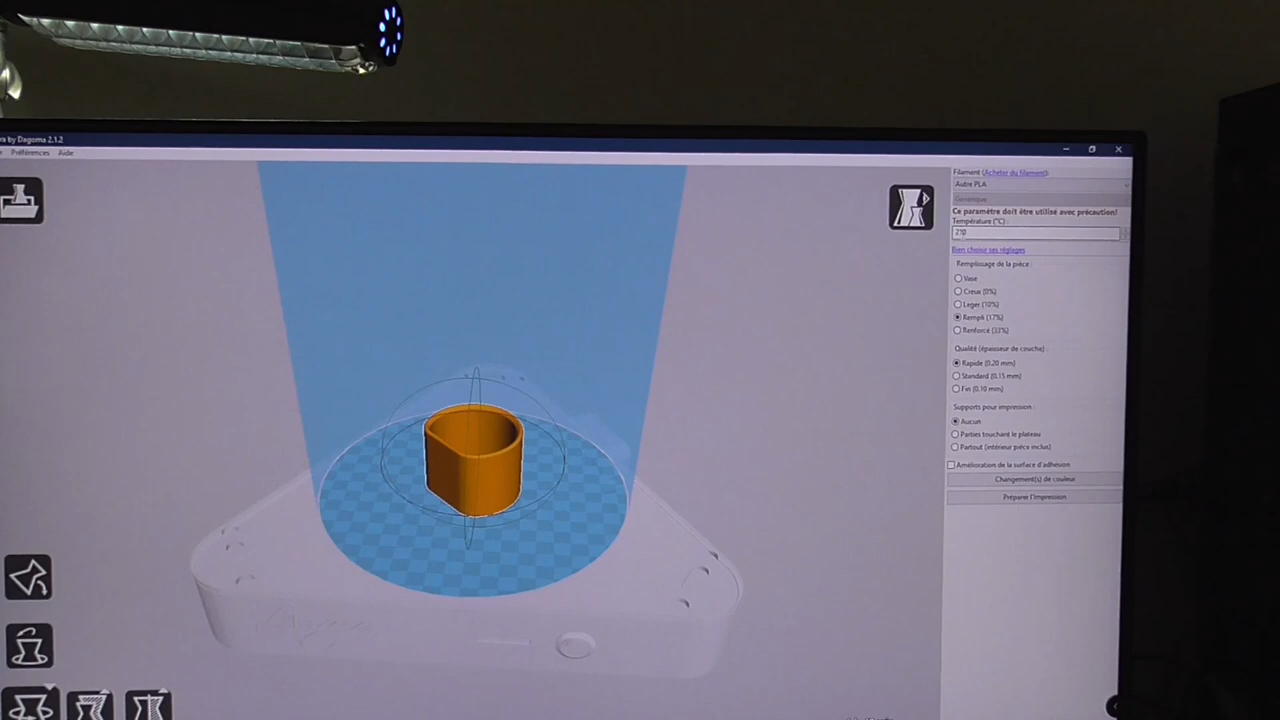 by Dagoma 2.1.2
Préférences Aide
Filament (Acheter du filament):
Autre PLA
Générique
Ce paramètre doit être utilisé avec précaution!
Température (°C) :
210
Bien choisir ses réglages
Remplissage de la pièce :
Vase
Creux (0%)
Leger (10%)
Rempli (17%)
Renforcé (33%)
Qualité (épaisseur de couche) :
Rapide (0.20 mm)
Standard (0.15 mm)
Fin (0.10 mm)
Supports pour impression :
Aucun
Parties touchant le plateau
Partout (intérieur pièce inclus)
Amélioration de la surface d'adhésion
Changement(s) de couleur
Préparer l'impression